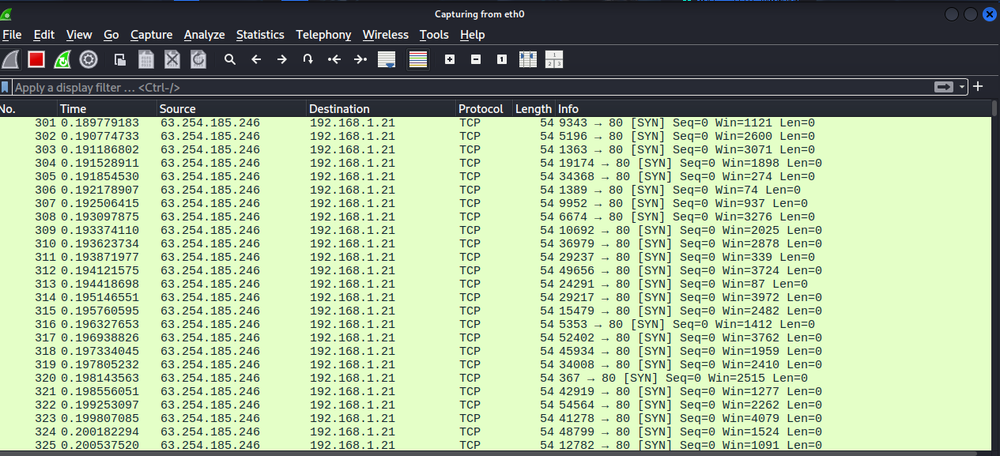 Capturing from eth0
File Edit View Go Capture Analyze Statistics Telephony Wireless Tools Help
Apply a display filter … <Ctrl-/>
No. Time Source Destination Protocol Length Info
301 0.189779183 63.254.185.246 192.168.1.21 TCP 54 9343 → 80 [SYN] Seq=0 Win=1121 Len=0
302 0.190774733 63.254.185.246 192.168.1.21 TCP 54 5196 → 80 [SYN] Seq=0 Win=2600 Len=0
303 0.191186802 63.254.185.246 192.168.1.21 TCP 54 1363 → 80 [SYN] Seq=0 Win=3071 Len=0
304 0.191528911 63.254.185.246 192.168.1.21 TCP 54 19174 → 80 [SYN] Seq=0 Win=1898 Len=0
305 0.191854530 63.254.185.246 192.168.1.21 TCP 54 34368 → 80 [SYN] Seq=0 Win=274 Len=0
306 0.192178907 63.254.185.246 192.168.1.21 TCP 54 1389 → 80 [SYN] Seq=0 Win=74 Len=0
307 0.192506415 63.254.185.246 192.168.1.21 TCP 54 9952 → 80 [SYN] Seq=0 Win=937 Len=0
308 0.193097875 63.254.185.246 192.168.1.21 TCP 54 6674 → 80 [SYN] Seq=0 Win=3276 Len=0
309 0.193374110 63.254.185.246 192.168.1.21 TCP 54 10692 → 80 [SYN] Seq=0 Win=2025 Len=0
310 0.193623734 63.254.185.246 192.168.1.21 TCP 54 36979 → 80 [SYN] Seq=0 Win=2878 Len=0
311 0.193871977 63.254.185.246 192.168.1.21 TCP 54 29237 → 80 [SYN] Seq=0 Win=339 Len=0
312 0.194121575 63.254.185.246 192.168.1.21 TCP 54 49656 → 80 [SYN] Seq=0 Win=3724 Len=0
313 0.194418698 63.254.185.246 192.168.1.21 TCP 54 24291 → 80 [SYN] Seq=0 Win=87 Len=0
314 0.195146551 63.254.185.246 192.168.1.21 TCP 54 29217 → 80 [SYN] Seq=0 Win=3972 Len=0
315 0.195760595 63.254.185.246 192.168.1.21 TCP 54 15479 → 80 [SYN] Seq=0 Win=2482 Len=0
316 0.196327653 63.254.185.246 192.168.1.21 TCP 54 5353 → 80 [SYN] Seq=0 Win=1412 Len=0
317 0.196938826 63.254.185.246 192.168.1.21 TCP 54 52402 → 80 [SYN] Seq=0 Win=3762 Len=0
318 0.197334045 63.254.185.246 192.168.1.21 TCP 54 45934 → 80 [SYN] Seq=0 Win=1959 Len=0
319 0.197805232 63.254.185.246 192.168.1.21 TCP 54 34008 → 80 [SYN] Seq=0 Win=2410 Len=0
320 0.198143563 63.254.185.246 192.168.1.21 TCP 54 367 → 80 [SYN] Seq=0 Win=2515 Len=0
321 0.198556051 63.254.185.246 192.168.1.21 TCP 54 42919 → 80 [SYN] Seq=0 Win=1277 Len=0
322 0.199253097 63.254.185.246 192.168.1.21 TCP 54 54564 → 80 [SYN] Seq=0 Win=2262 Len=0
323 0.199807085 63.254.185.246 192.168.1.21 TCP 54 41278 → 80 [SYN] Seq=0 Win=4079 Len=0
324 0.200182294 63.254.185.246 192.168.1.21 TCP 54 48799 → 80 [SYN] Seq=0 Win=1524 Len=0
325 0.200537520 63.254.185.246 192.168.1.21 TCP 54 12782 → 80 [SYN] Seq=0 Win=1091 Len=0